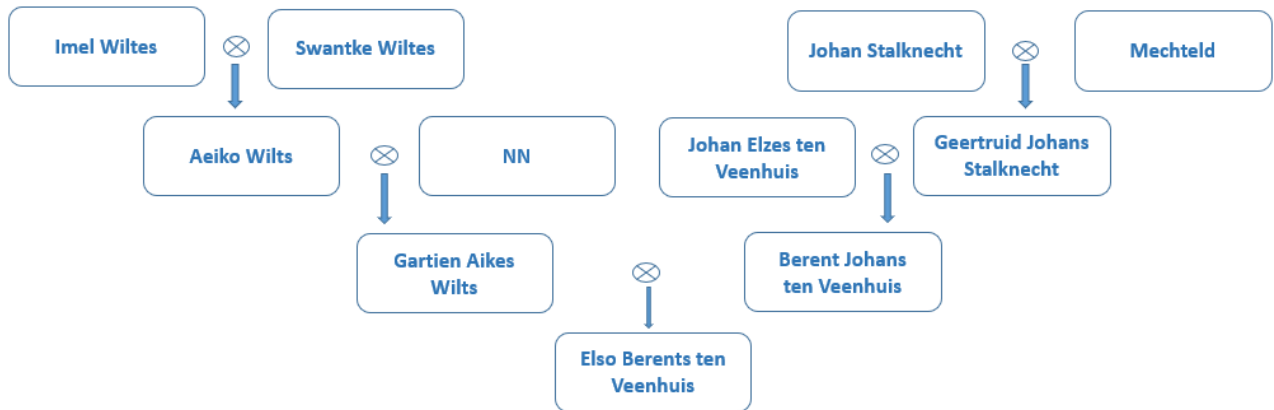 Imel Wiltes
Swantke Wiltes
Johan Stalknecht
Mechteld
Aeiko Wilts
NN
Johan Elzes ten
Veenhuis
Geertruid Johans
Stalknecht
Gartien Aikes
Wilts
Berent Johans
ten Veenhuis
Elso Berents ten
Veenhuis